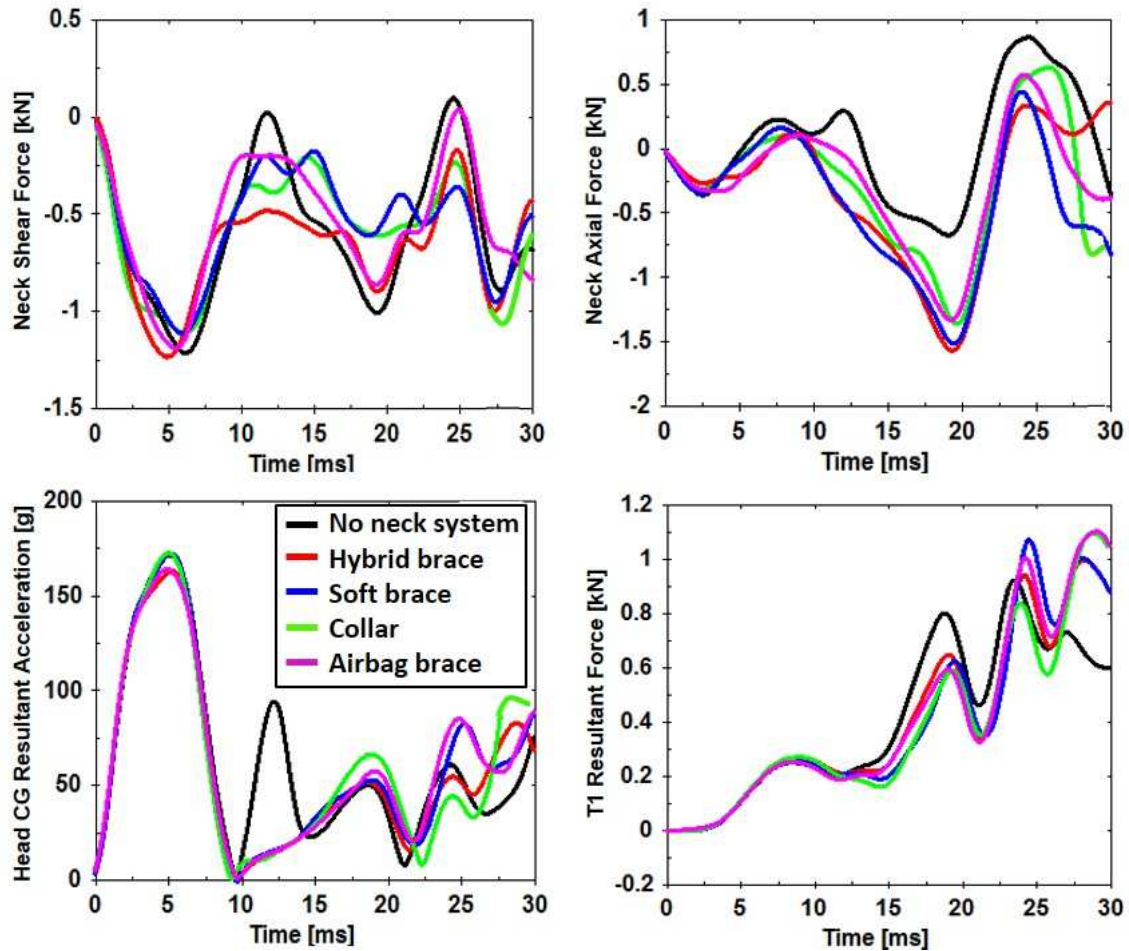 Neck Shear Force [kN]
0.5
0
-0.5
-1
-1.5
0 5 10 15 20 25 30
Time [ms]
Neck Axial Force [kN]
1
0.5
0
-0.5
-1
-1.5
-2
0 5 10 15 20 25 30
Time [ms]
Head CG Resultant Acceleration [g]
200
150
100
50
0
0 5 10 15 20 25 30
Time [ms]
No neck system
Hybrid brace
Soft brace
Collar
Airbag brace
T1 Resultant Force [kN]
1.2
1
0.8
0.6
0.4
0.2
0
-0.2
0 5 10 15 20 25 30
Time [ms]